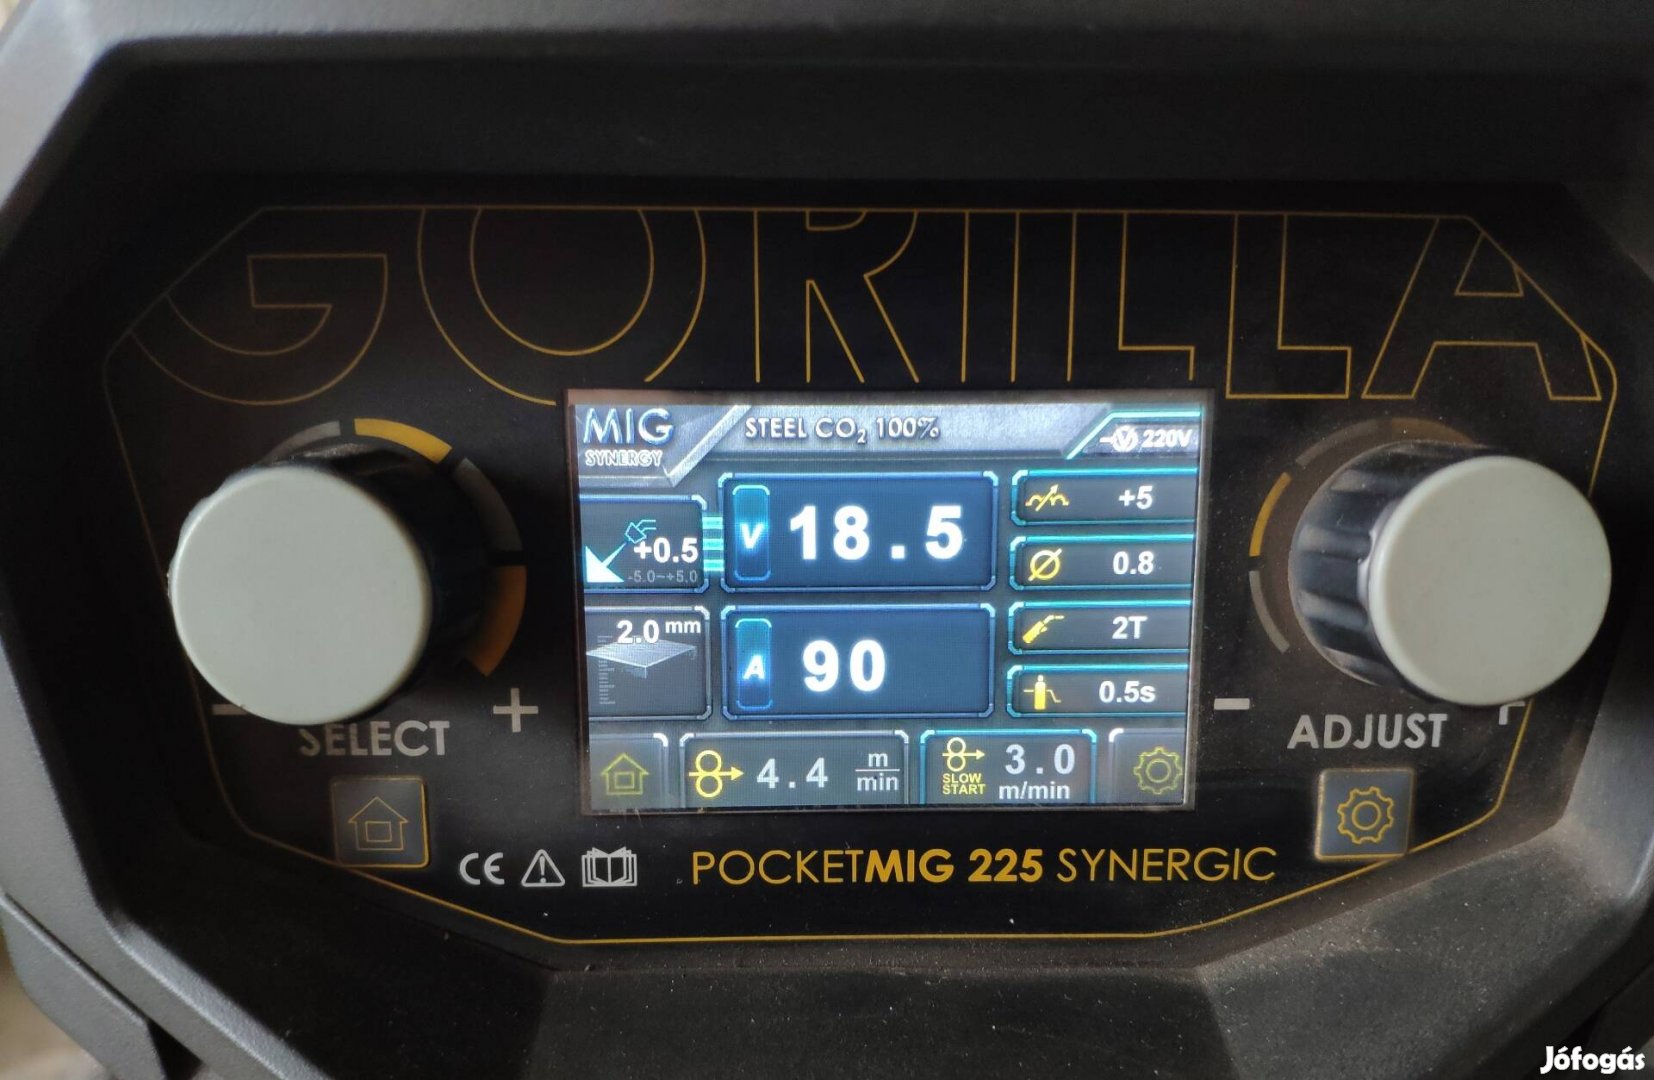 GORILLA
MIG
SYNERGY
STEEL CO₂ 100%
220V
+0.5
-5.0~+5.0
V 18.5
+5
0.8
2.0 mm
A 90
2T
0.5s
4.4 m/min
SLOW START 3.0 m/min
- SELECT +
- ADJUST +
CE
POCKETMIG 225 SYNERGIC
Jófogás